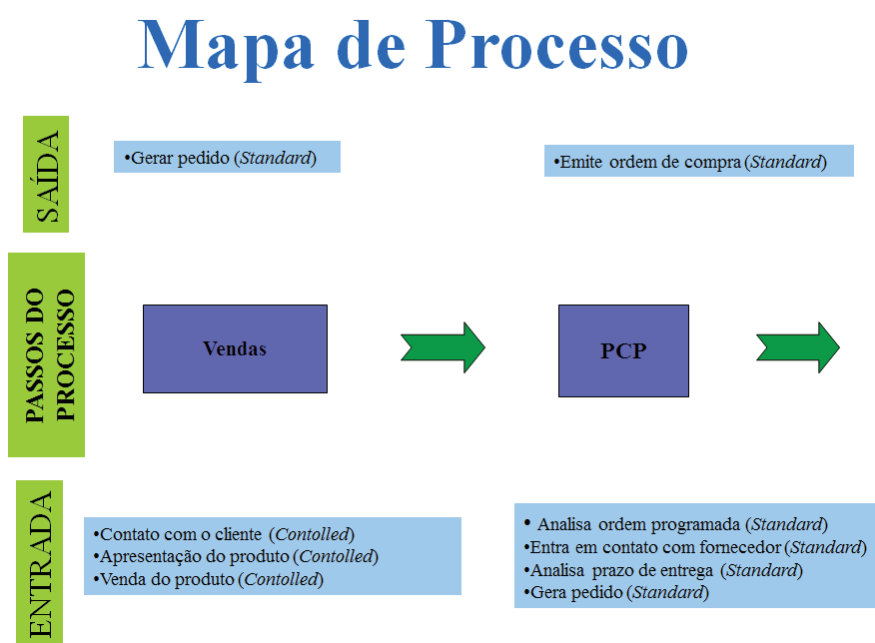 Mapa de Processo
SAÍDA
•Gerar pedido (Standard)
•Emite ordem de compra (Standard)
PASSOS DO
PROCESSO
Vendas
PCP
ENTRADA
•Contato com o cliente (Contolled)
•Apresentação do produto (Contolled)
•Venda do produto (Contolled)
• Analisa ordem programada (Standard)
•Entra em contato com fornecedor (Standard)
•Analisa prazo de entrega (Standard)
•Gera pedido (Standard)